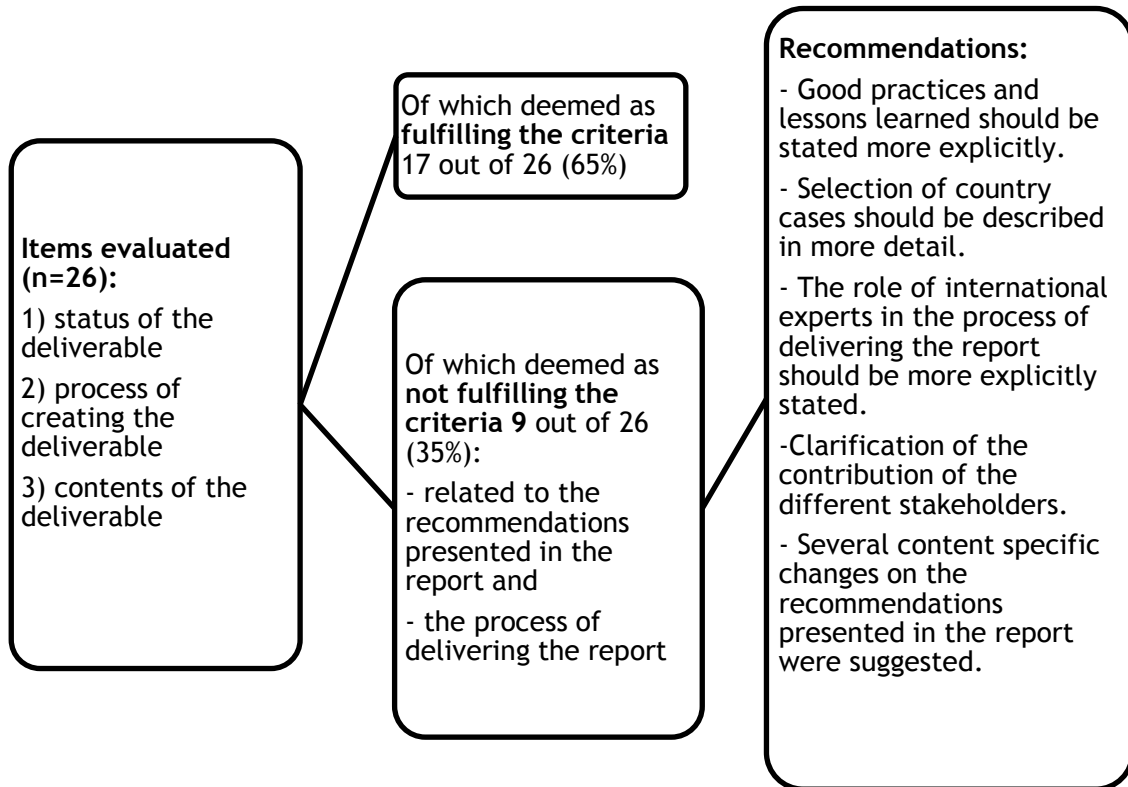 Items evaluated
(n=26):
1) status of the
deliverable
2) process of
creating the
deliverable
3) contents of the
deliverable
Of which deemed as
fulfilling the criteria
17 out of 26 (65%)
Of which deemed as
not fulfilling the
criteria 9 out of 26
(35%):
- related to the
recommendations
presented in the
report and
- the process of
delivering the report
Recommendations:
- Good practices and
lessons learned should be
stated more explicitly.
- Selection of country
cases should be described
in more detail.
- The role of international
experts in the process of
delivering the report
should be more explicitly
stated.
-Clarification of the
contribution of the
different stakeholders.
- Several content specific
changes on the
recommendations
presented in the report
were suggested.